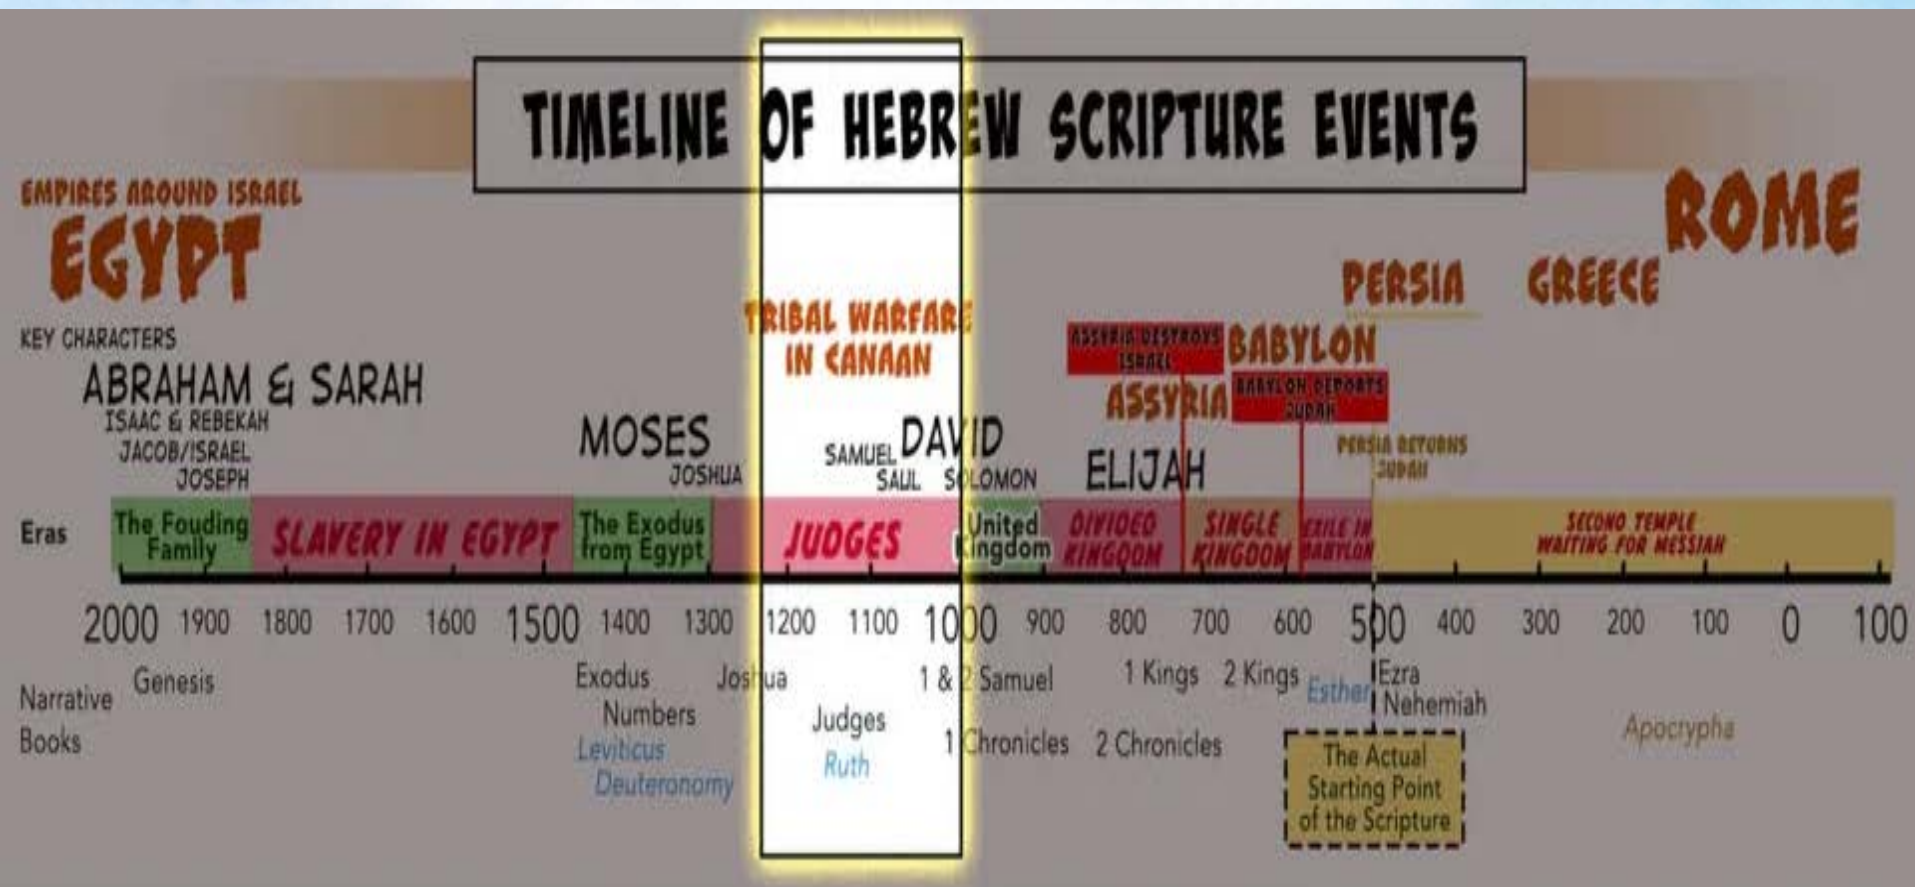 TIMELINE OF HEBREW SCRIPTURE EVENTS
EMPIRES AROUND ISRAEL
EGYPT
TRIBAL WARFARE
IN CANAAN
ASSYRIA DESTROYS
ISRAEL
ASSYRIA
BABYLON
BABYLON DEPORTS
JUDAH
PERSIA
PERSIA RETURNS
JUDAH
GREECE
ROME
KEY CHARACTERS
ABRAHAM & SARAH
ISAAC & REBEKAH
JACOB/ISRAEL
JOSEPH
MOSES
JOSHUA
SAMUEL
SAUL
DAVID
SOLOMON
ELIJAH
Eras
The Fouding
Family
SLAVERY IN EGYPT
The Exodus
from Egypt
JUDGES
United
Kingdom
DIVIDED
KINGDOM
SINGLE
KINGDOM
EXILE IN
BABYLON
SECOND TEMPLE
WAITING FOR MESSIAH
2000 1900 1800 1700 1600 1500 1400 1300 1200 1100 1000 900 800 700 600 500 400 300 200 100 0 100
Narrative
Books
Genesis
Exodus
Numbers
Leviticus
Deuteronomy
Joshua
Judges
Ruth
1 & 2 Samuel
1 Chronicles
1 Kings
2 Kings
2 Chronicles
Esther
Ezra
Nehemiah
Apocrypha
The Actual
Starting Point
of the Scripture